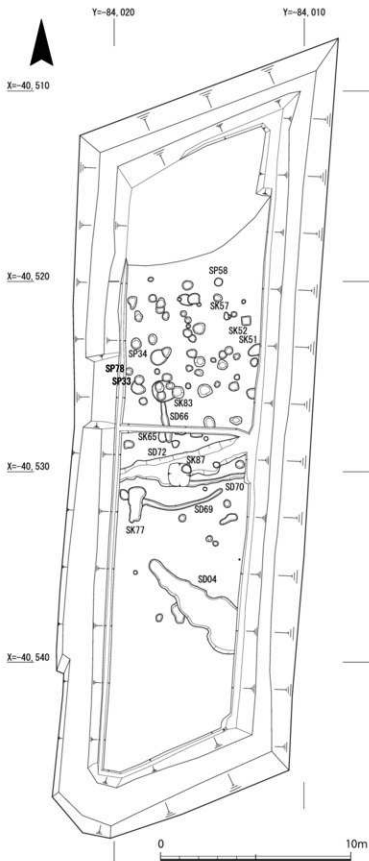 Y=-84,020
Y=-84,010
X=-40,510
X=-40,520
SP58
SK57
SK52
SK51
SP34
SP78
SP33
SK83
SD66
SK65
SD72
SK87
X=-40,530
SD70
SD69
SK77
SD04
X=-40,540
0
10m